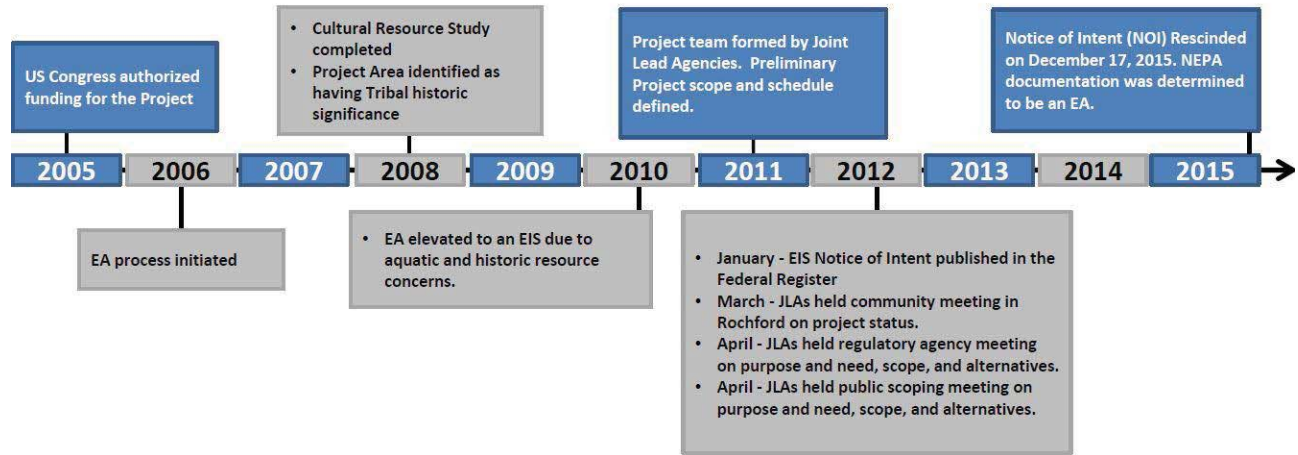 US Congress authorized
funding for the Project
• Cultural Resource Study
completed
• Project Area identified as
having Tribal historic
significance
Project team formed by Joint
Lead Agencies. Preliminary
Project scope and schedule
defined.
Notice of Intent (NOI) Rescinded
on December 17, 2015. NEPA
documentation was determined
to be an EA.
2005 2006 2007 2008 2009 2010 2011 2012 2013 2014 2015
EA process initiated
• EA elevated to an EIS due to
aquatic and historic resource
concerns.
• January - EIS Notice of Intent published in the
Federal Register
• March - JLAs held community meeting in
Rochford on project status.
• April - JLAs held regulatory agency meeting
on purpose and need, scope, and alternatives.
• April - JLAs held public scoping meeting on
purpose and need, scope, and alternatives.